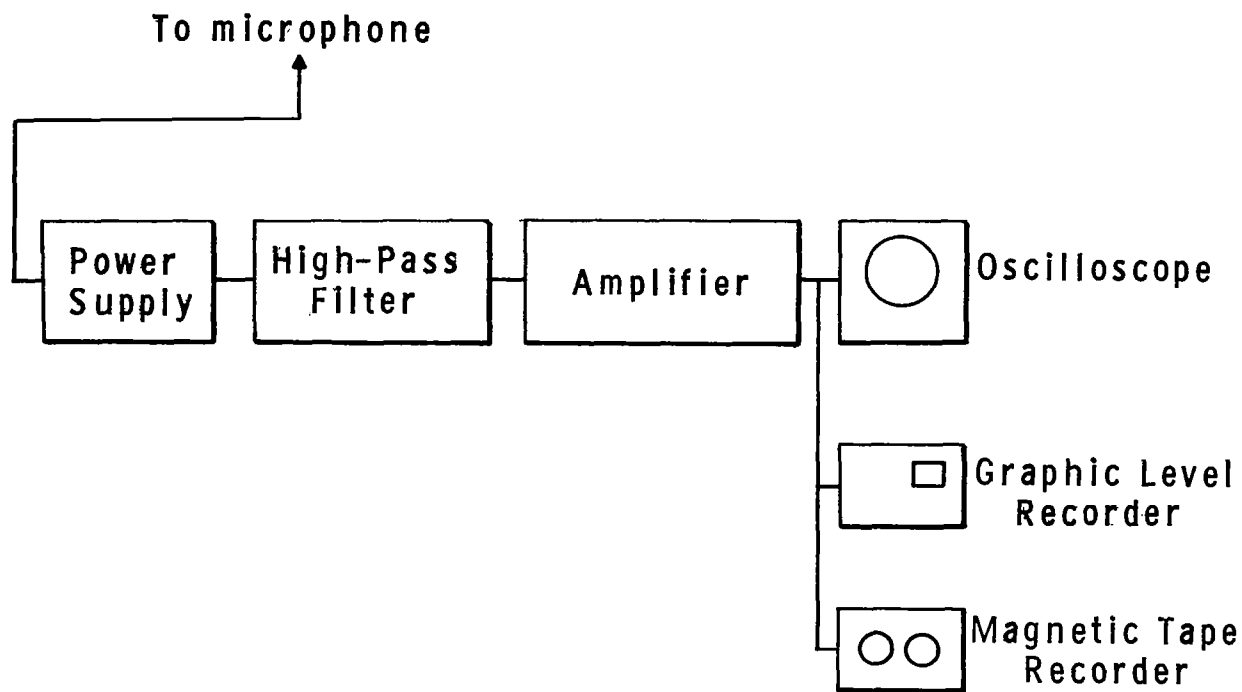 To microphone
Power
Supply
High-Pass
Filter
Amplifier
Oscilloscope
Graphic Level
Recorder
Magnetic Tape
Recorder